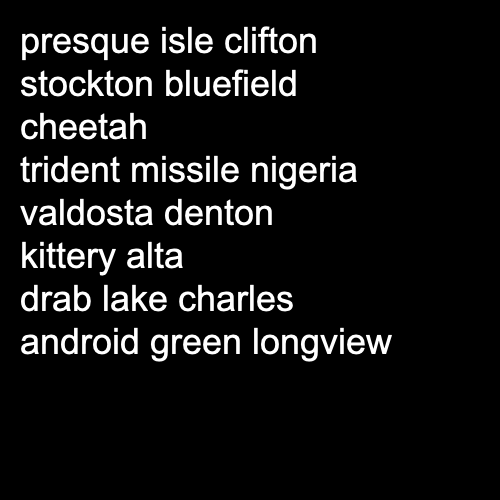 presque isle clifton
stockton bluefield
cheetah
trident missile nigeria
valdosta denton
kittery alta
drab lake charles
android green longview